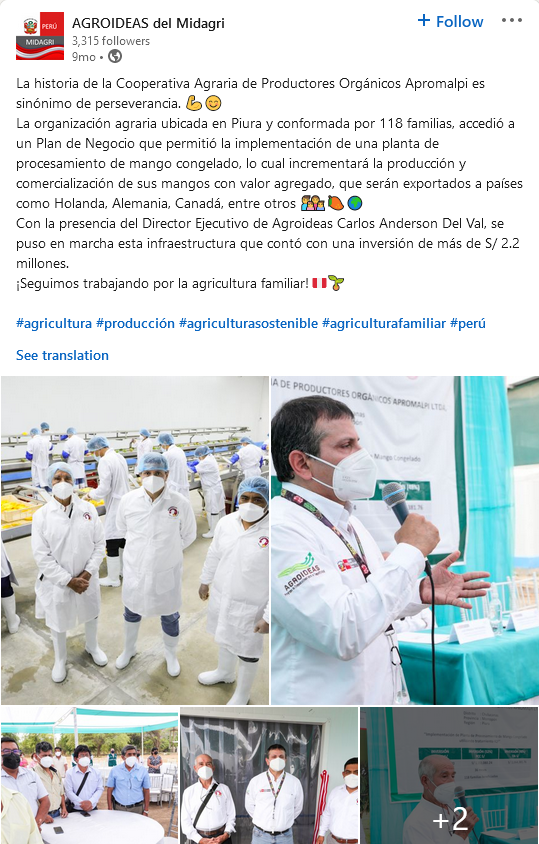 PERÚ
MIDAGRI
AGROIDEAS del Midagri
+ Follow
3,315 followers
9mo •
La historia de la Cooperativa Agraria de Productores Orgánicos Apromalpi es
sinónimo de perseverancia. 💪😊
La organización agraria ubicada en Piura y conformada por 118 familias, accedió a
un Plan de Negocio que permitió la implementación de una planta de
procesamiento de mango congelado, lo cual incrementará la producción y
comercialización de sus mangos con valor agregado, que serán exportados a países
como Holanda, Alemania, Canadá, entre otros 👨‍👩‍👧‍👦🥭🌍
Con la presencia del Director Ejecutivo de Agroideas Carlos Anderson Del Val, se
puso en marcha esta infraestructura que contó con una inversión de más de S/ 2.2
millones.
¡Seguimos trabajando por la agricultura familiar! 🇵🇪🌱
#agricultura #producción #agriculturasostenible #agriculturafamiliar #perú
See translation
DE PRODUCTORES ORGÁNICOS APROMALPI LTDA.
Mango Congelado
AGROIDEAS
+2